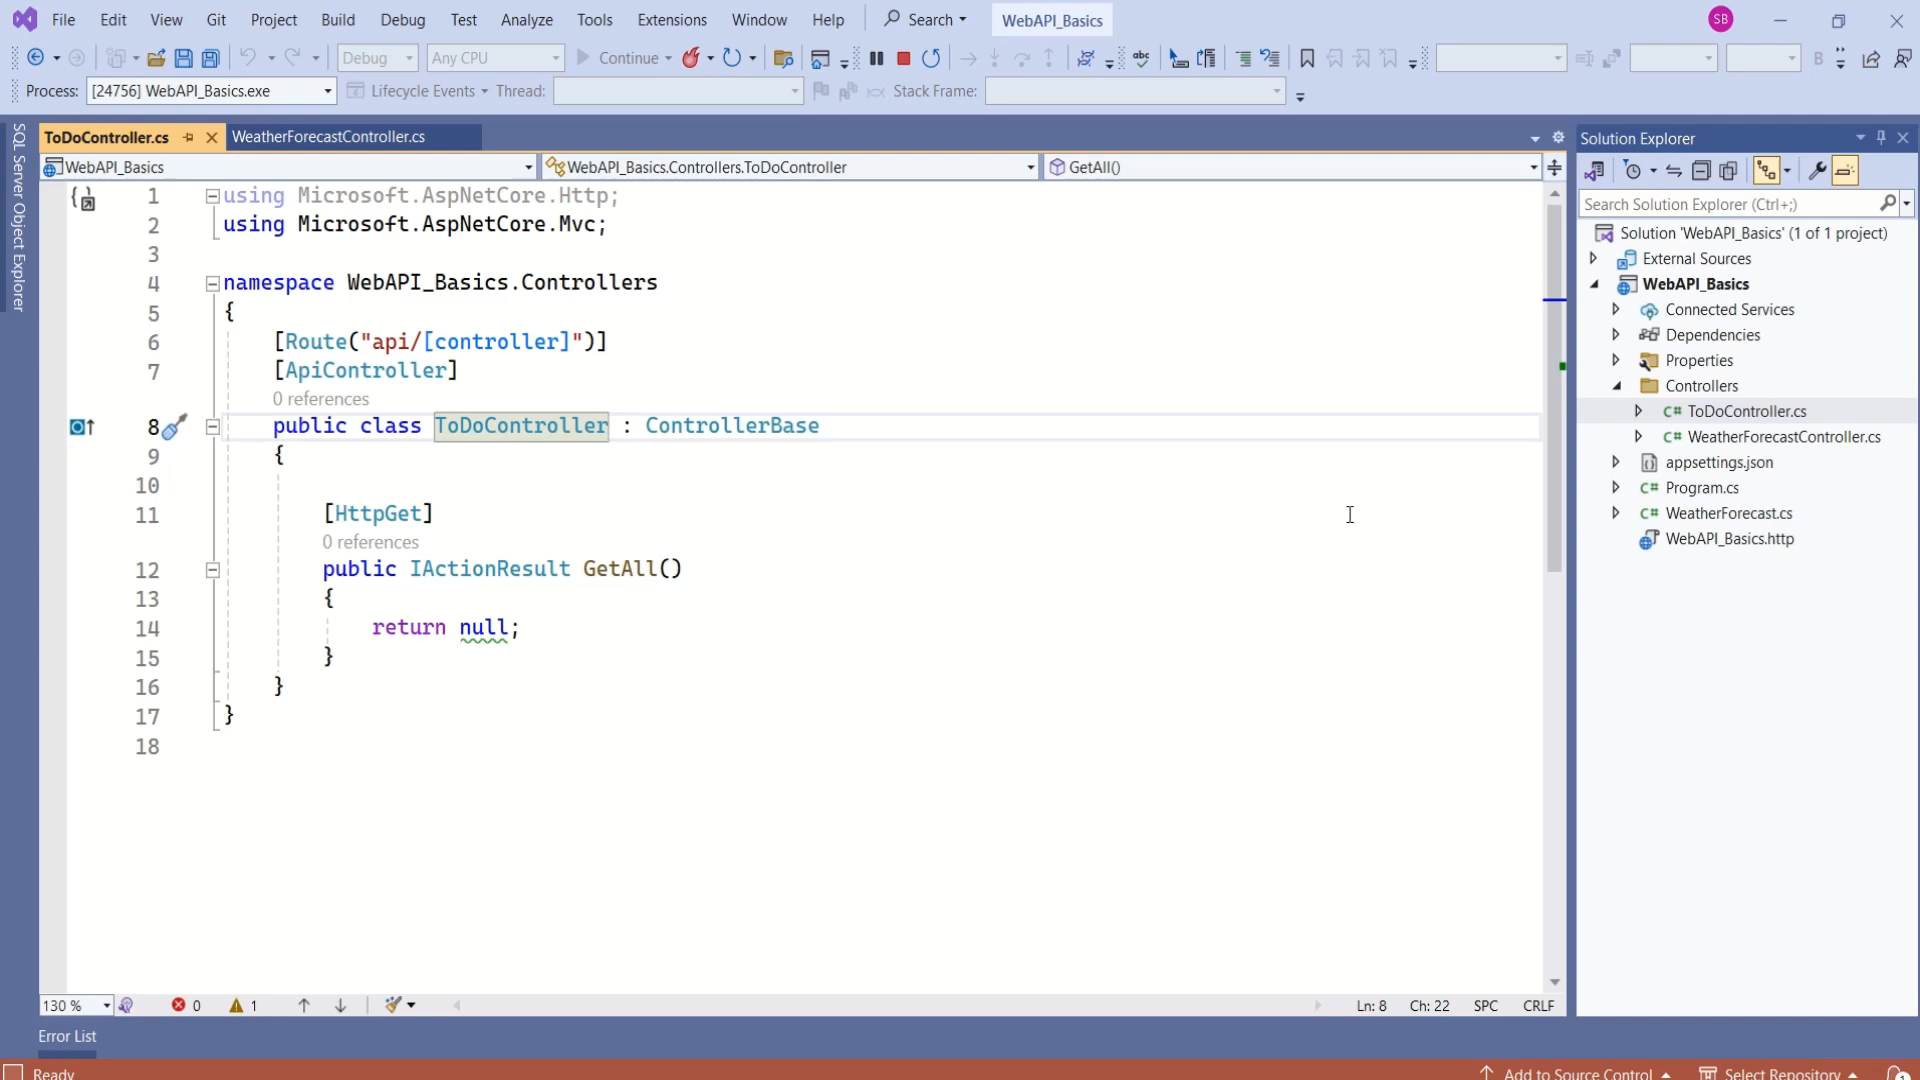 File Edit View Git Project Build Debug Test Analyze Tools Extensions Window Help Search WebAPI_Basics SB
Debug Any CPU Continue
Process: [24756] WebAPI_Basics.exe Lifecycle Events Thread: Stack Frame:
SQL Server Object Explorer
ToDoController.cs WeatherForecastController.cs
WebAPI_Basics WebAPI_Basics.Controllers.ToDoController GetAll()
1 using Microsoft.AspNetCore.Http;
2 using Microsoft.AspNetCore.Mvc;
3
4 namespace WebAPI_Basics.Controllers
5 {
6 [Route("api/[controller]")]
7 [ApiController]
0 references
8 public class ToDoController : ControllerBase
9 {
10
11 [HttpGet]
0 references
12 public IActionResult GetAll()
13 {
14 return null;
15 }
16 }
17 }
18
130 % 0 1 Ln: 8 Ch: 22 SPC CRLF
Solution Explorer
Search Solution Explorer (Ctrl+;)
Solution 'WebAPI_Basics' (1 of 1 project)
External Sources
WebAPI_Basics
Connected Services
Dependencies
Properties
Controllers
C# ToDoController.cs
C# WeatherForecastController.cs
appsettings.json
C# Program.cs
C# WeatherForecast.cs
WebAPI_Basics.http
Error List
Ready Add to Source Control Select Repository 1